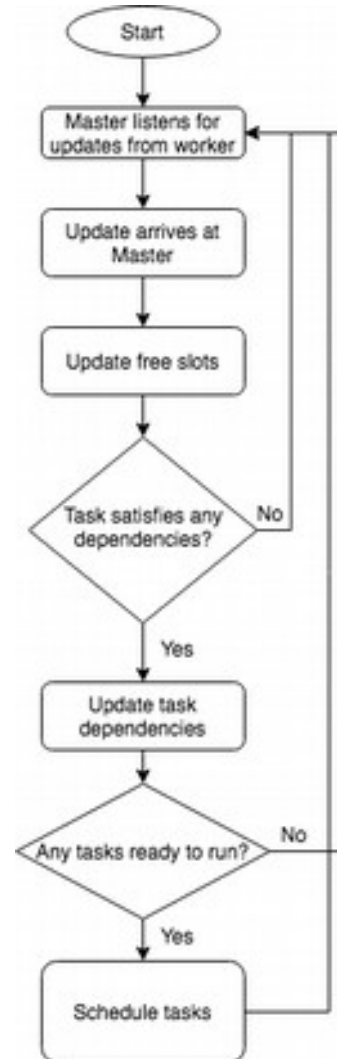 Start
Master listens for
updates from worker
Update arrives at
Master
Update free slots
Task satisfies any
dependencies?
No
Yes
Update task
dependencies
Any tasks ready to run?
No
Yes
Schedule tasks